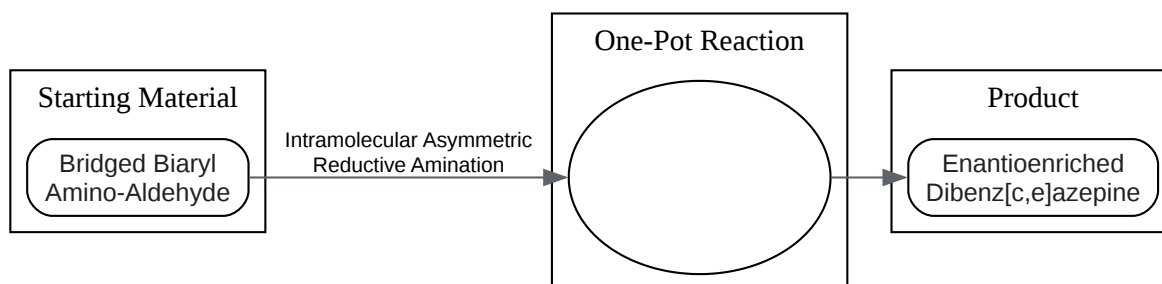 Starting Material
Bridged Biaryl
Amino-Aldehyde
Intramolecular Asymmetric
Reductive Amination
One-Pot Reaction
Product
Enantioenriched
Dibenz[c,e]azepine